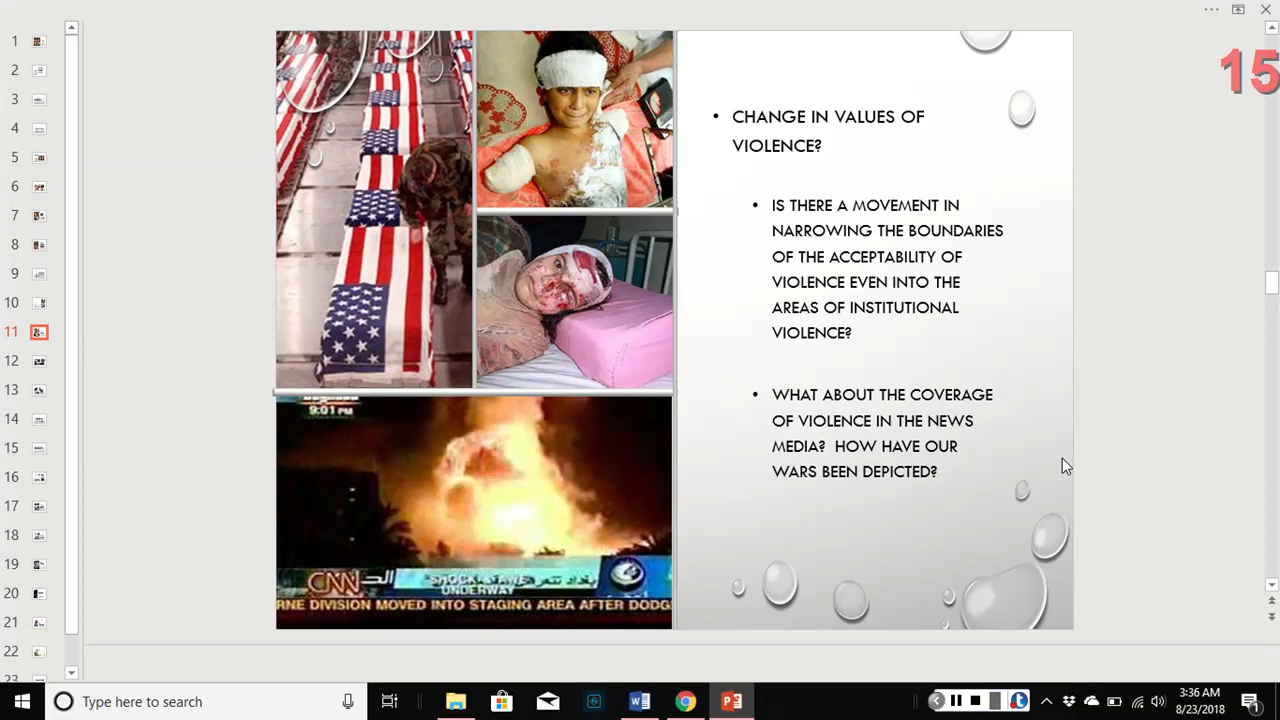 1
2
3
4
5
6
7
8
9
10
11
12
13
14
15
16
17
18
19
20
21
22
23
9:01 PM
CNN
"SHOCK & AWE"
UNDERWAY
RNE DIVISION MOVED INTO STAGING AREA AFTER DODG
• CHANGE IN VALUES OF
VIOLENCE?
• IS THERE A MOVEMENT IN
NARROWING THE BOUNDARIES
OF THE ACCEPTABILITY OF
VIOLENCE EVEN INTO THE
AREAS OF INSTITUTIONAL
VIOLENCE?
• WHAT ABOUT THE COVERAGE
OF VIOLENCE IN THE NEWS
MEDIA?  HOW HAVE OUR
WARS BEEN DEPICTED?
15
Type here to search
3:36 AM
8/23/2018